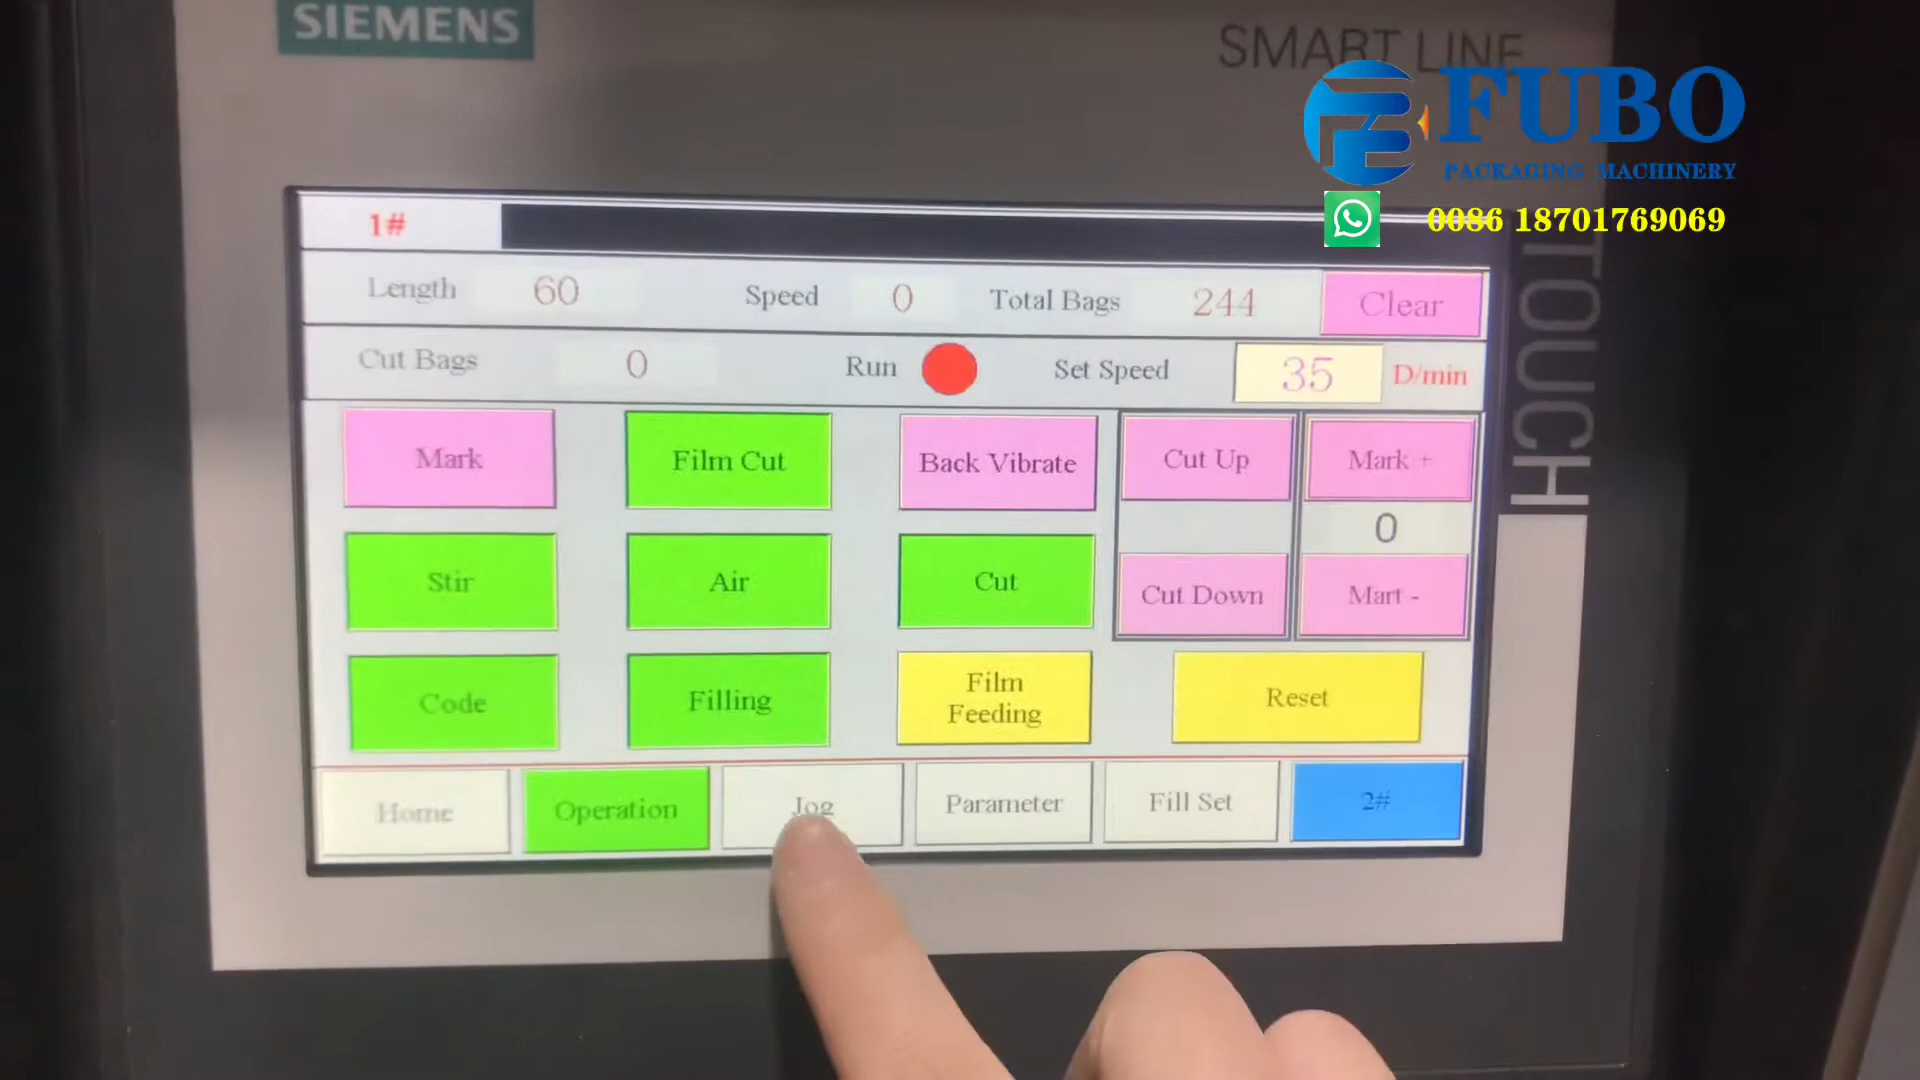 SIEMENS
SMART LINE
TOUCH
FUBO
PACKAGING MACHINERY
0086 18701769069
1#
Length 60 Speed 0 Total Bags 244 Clear
Cut Bags 0 Run Set Speed 35 D/min
Mark Film Cut Back Vibrate Cut Up Mark +
0
Stir Air Cut Cut Down Mart -
Code Filling Film Feeding Reset
Home Operation Jog Parameter Fill Set 2#